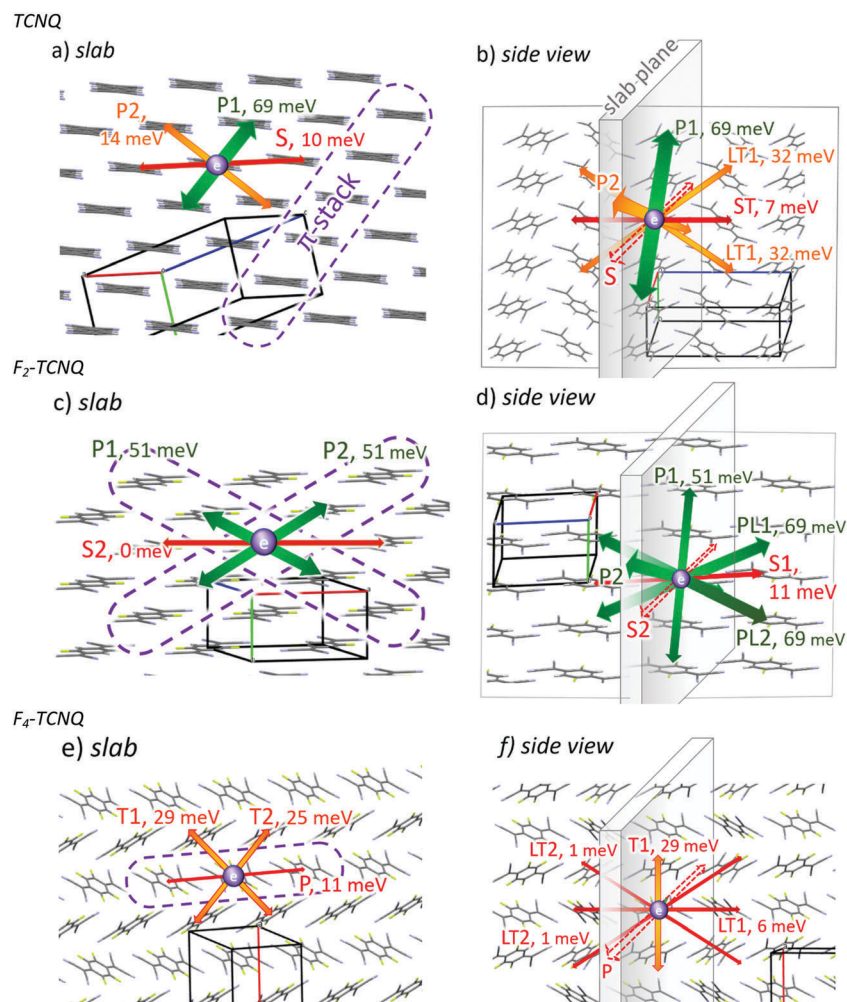 TCNQ
a) slab
P2, 14 meV
P1, 69 meV
S, 10 meV
π-stack
b) side view
slab-plane
P1, 69 meV
LT1, 32 meV
P2
ST, 7 meV
LT1, 32 meV
S
e
e
F2-TCNQ
c) slab
P1, 51 meV
P2, 51 meV
S2, 0 meV
e
d) side view
P1, 51 meV
PL1, 69 meV
S1, 11 meV
P2
S2
PL2, 69 meV
e
F4-TCNQ
e) slab
T1, 29 meV
T2, 25 meV
P, 11 meV
e
f) side view
LT2, 1 meV
T1, 29 meV
LT2, 1 meV
LT1, 6 meV
P
e